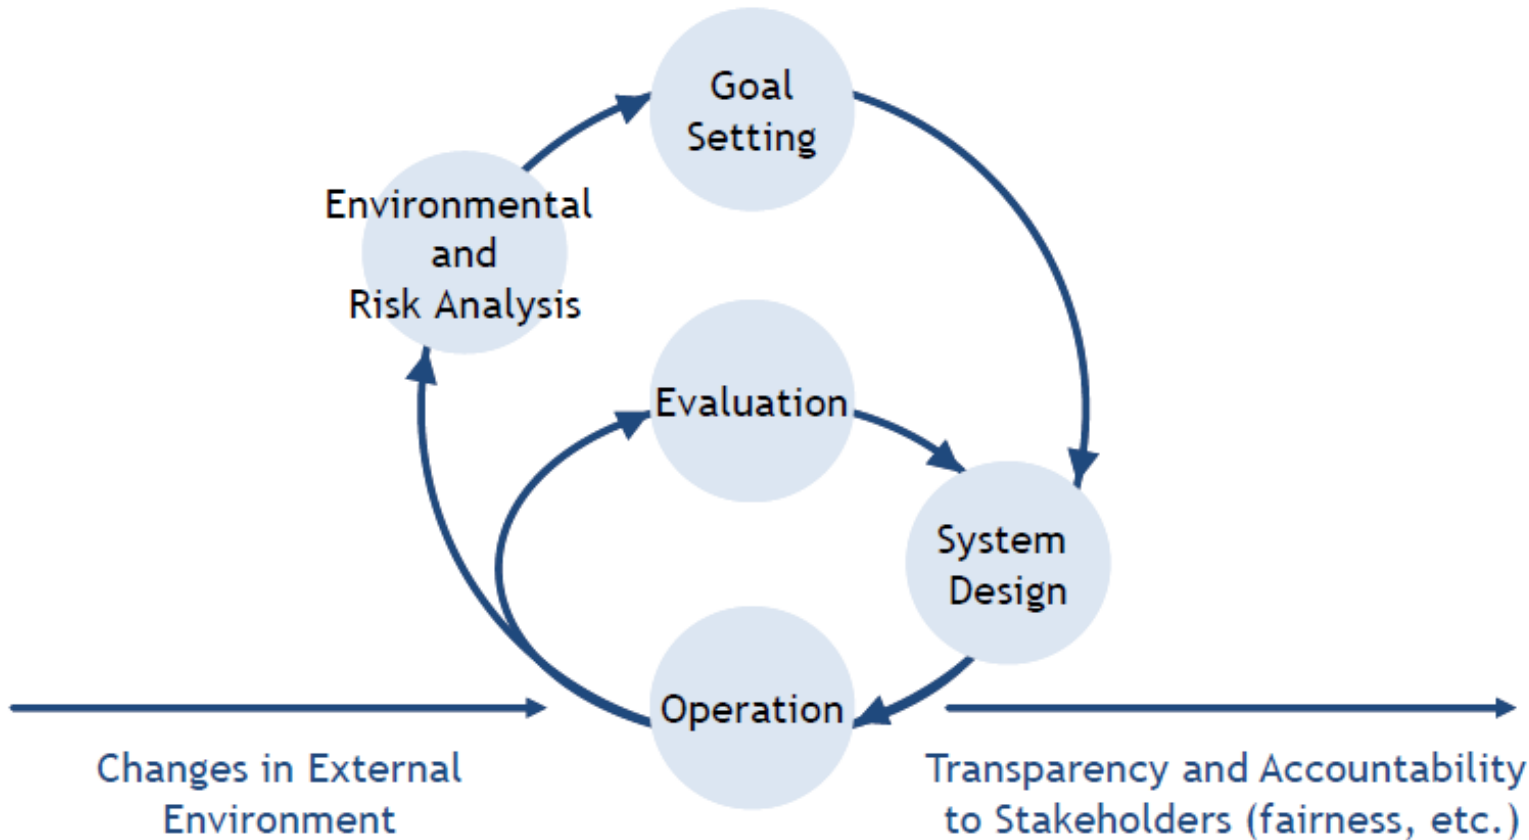 Goal
Setting
Environmental
and
Risk Analysis
Evaluation
System
Design
Operation
Changes in External
Environment
Transparency and Accountability
to Stakeholders (fairness, etc.)